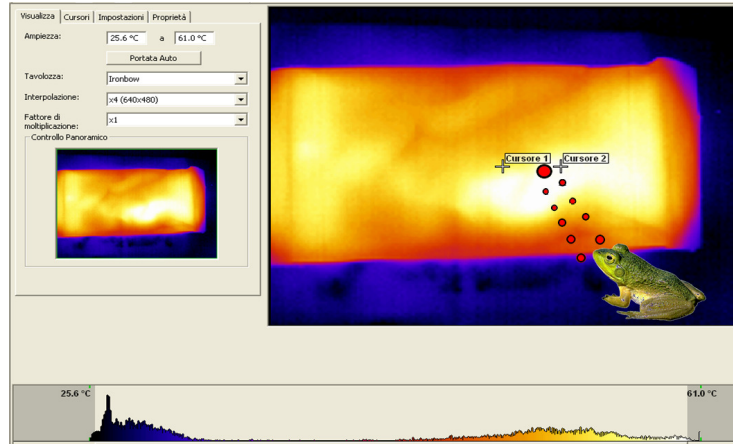 Visualizza Cursori Impostazioni Proprietà
Ampiezza: 25.6 °C a 61.0 °C
Portata Auto
Tavolozza: Ironbow
Interpolazione: x4 (640x480)
Fattore di
moltiplicazione: x1
Controllo Panoramico
Cursore 1 Cursore 2
25.6 °C 61.0 °C